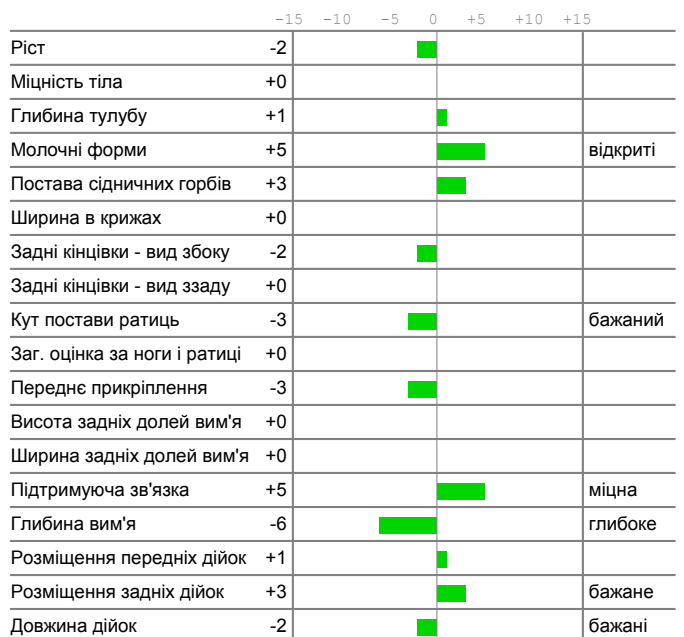 -15 -10 -5 0 +5 +10 +15
Ріст -2
Міцність тіла +0
Глибина тулубу +1
Молочні форми +5 відкриті
Постава сідничних горбів +3
Ширина в крижах +0
Задні кінцівки - вид збоку -2
Задні кінцівки - вид ззаду +0
Кут постави ратиць -3 бажаний
Заг. оцінка за ноги і ратиці +0
Переднє прикріплення -3
Висота задніх долей вим'я +0
Ширина задніх долей вим'я +0
Підтримуюча зв'язка +5 міцна
Глибина вим'я -6 глибоке
Розміщення передніх дійок +1
Розміщення задніх дійок +3 бажане
Довжина дійок -2 бажані